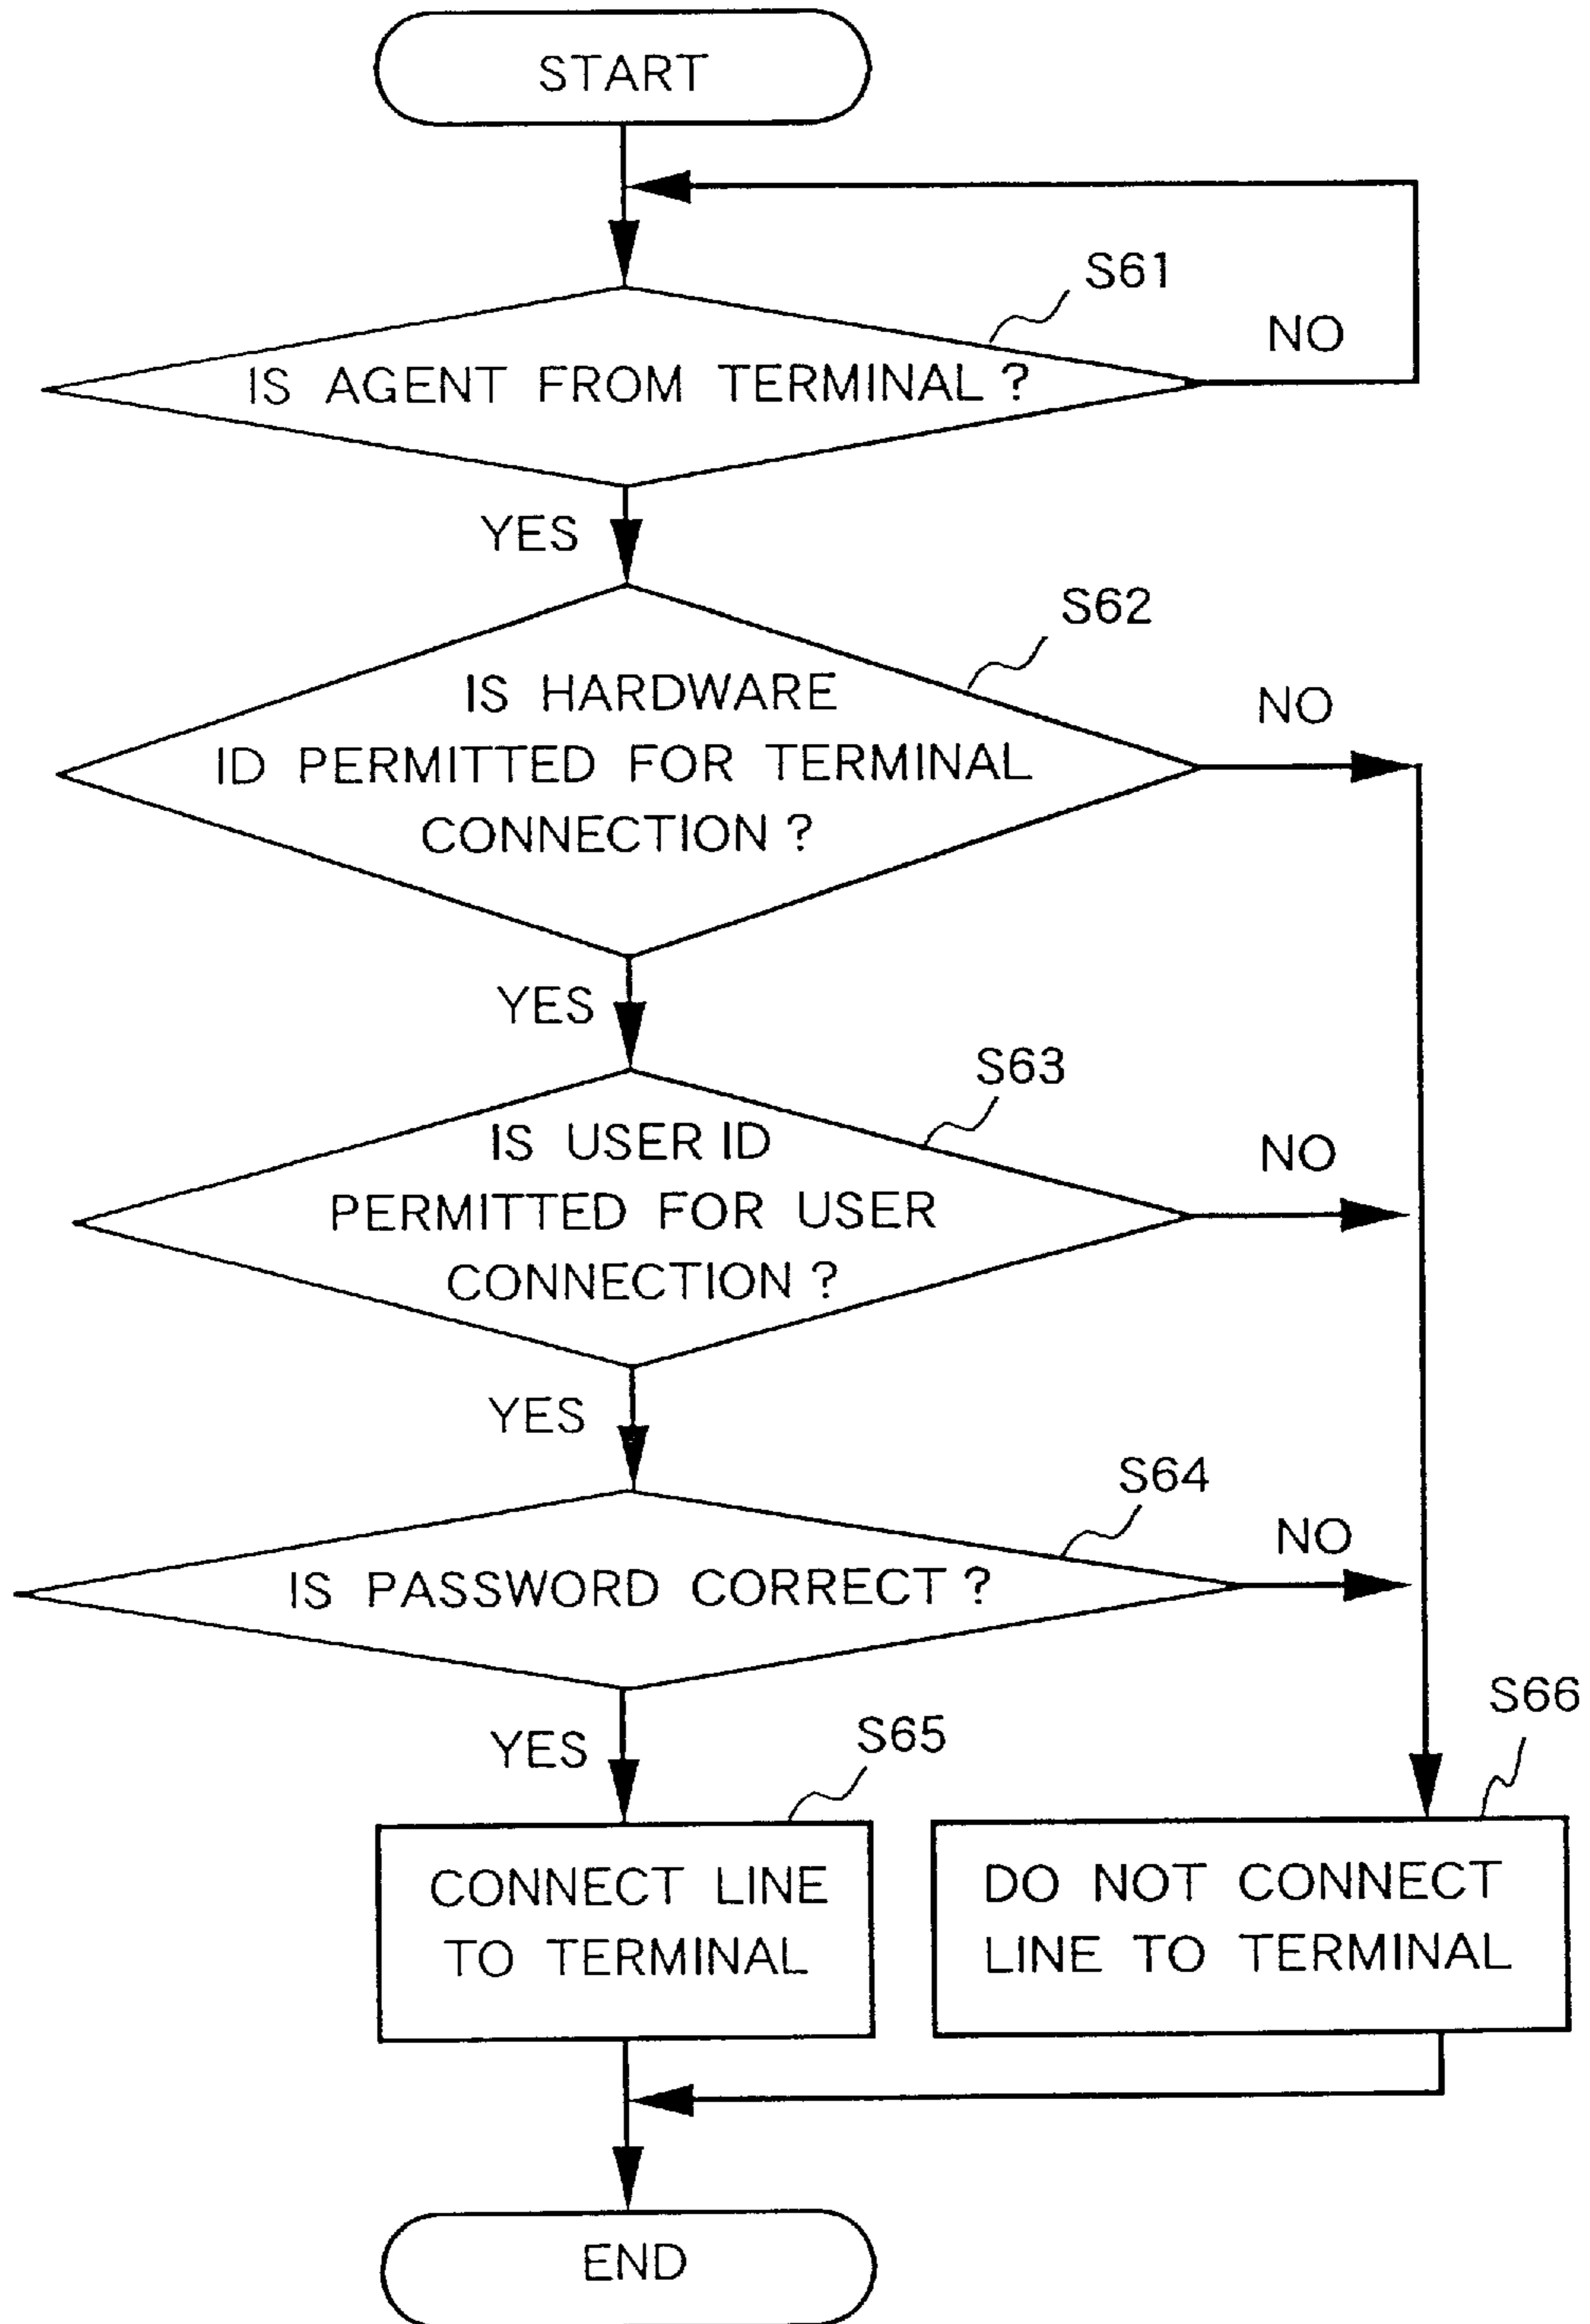 START
S61
NO
IS AGENT FROM TERMINAL ?
YES
S62
IS HARDWARE
NO
ID PERMITTED FOR TERMINAL
CONNECTION ?
YES
S63
IS USER ID
NO
PERMITTED FOR USER
CONNECTION ?
YES
S64
NO
IS PASSWORD CORRECT ?
S66
YES
S65
CONNECT LINE
TO TERMINAL
DO NOT CONNECT
LINE TO TERMINAL
END